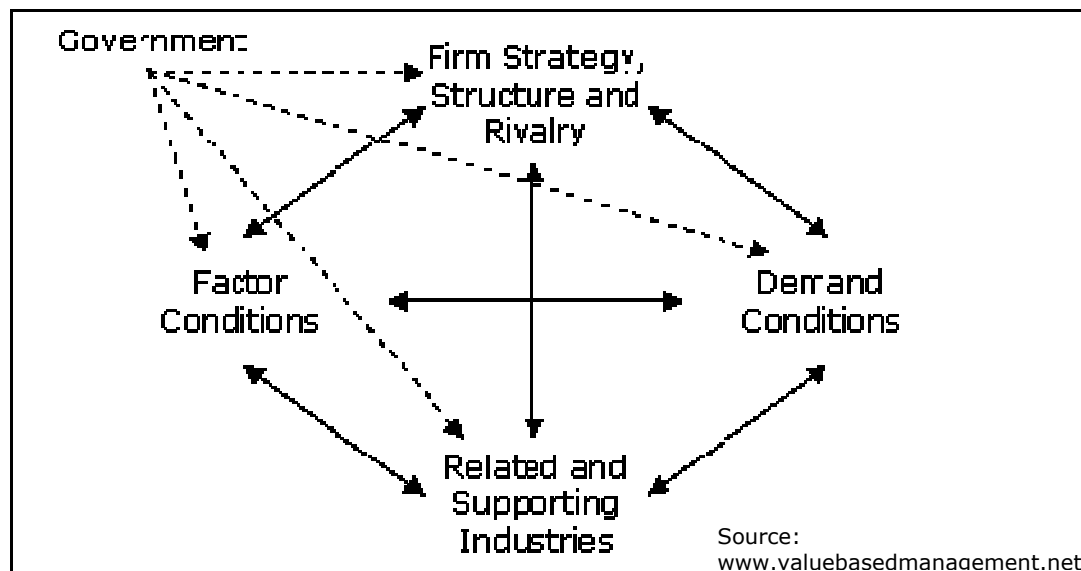 Government
Firm Strategy,
Structure and
Rivalry
Factor
Conditions
Demand
Conditions
Related and
Supporting
Industries
Source:
www.valuebasedmanagement.net